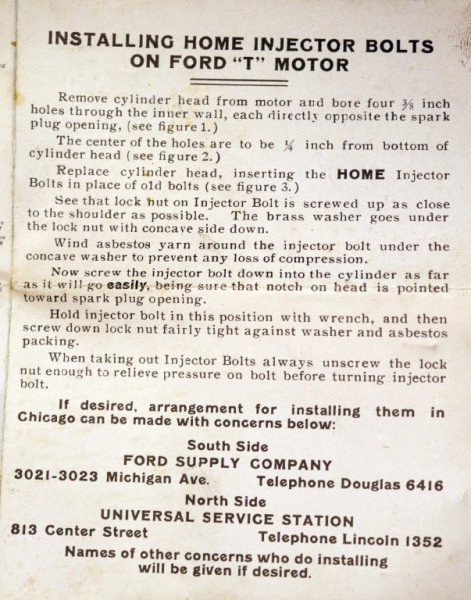 INSTALLING HOME INJECTOR BOLTS
ON FORD "T" MOTOR
Remove cylinder head from motor and bore four ⅜ inch
holes through the inner wall, each directly opposite the spark
plug opening, (see figure 1.)
The center of the holes are to be ¼ inch from bottom of
cylinder head (see figure 2.)
Replace cylinder head, inserting the HOME Injector
Bolts in place of old bolts (see figure 3.)
See that lock nut on Injector Bolt is screwed up as close
to the shoulder as possible. The brass washer goes under
the lock nut with concave side down.
Wind asbestos yarn around the injector bolt under the
concave washer to prevent any loss of compression.
Now screw the injector bolt down into the cylinder as far
as it will go easily, being sure that notch on head is pointed
toward spark plug opening.
Hold injector bolt in this position with wrench, and then
screw down lock nut fairly tight against washer and asbestos
packing.
When taking out Injector Bolts always unscrew the lock
nut enough to relieve pressure on bolt before turning injector
bolt.
If desired, arrangement for installing them in
Chicago can be made with concerns below:
South Side
FORD SUPPLY COMPANY
3021-3023 Michigan Ave. Telephone Douglas 6416
North Side
UNIVERSAL SERVICE STATION
813 Center Street Telephone Lincoln 1352
Names of other concerns who do installing
will be given if desired.